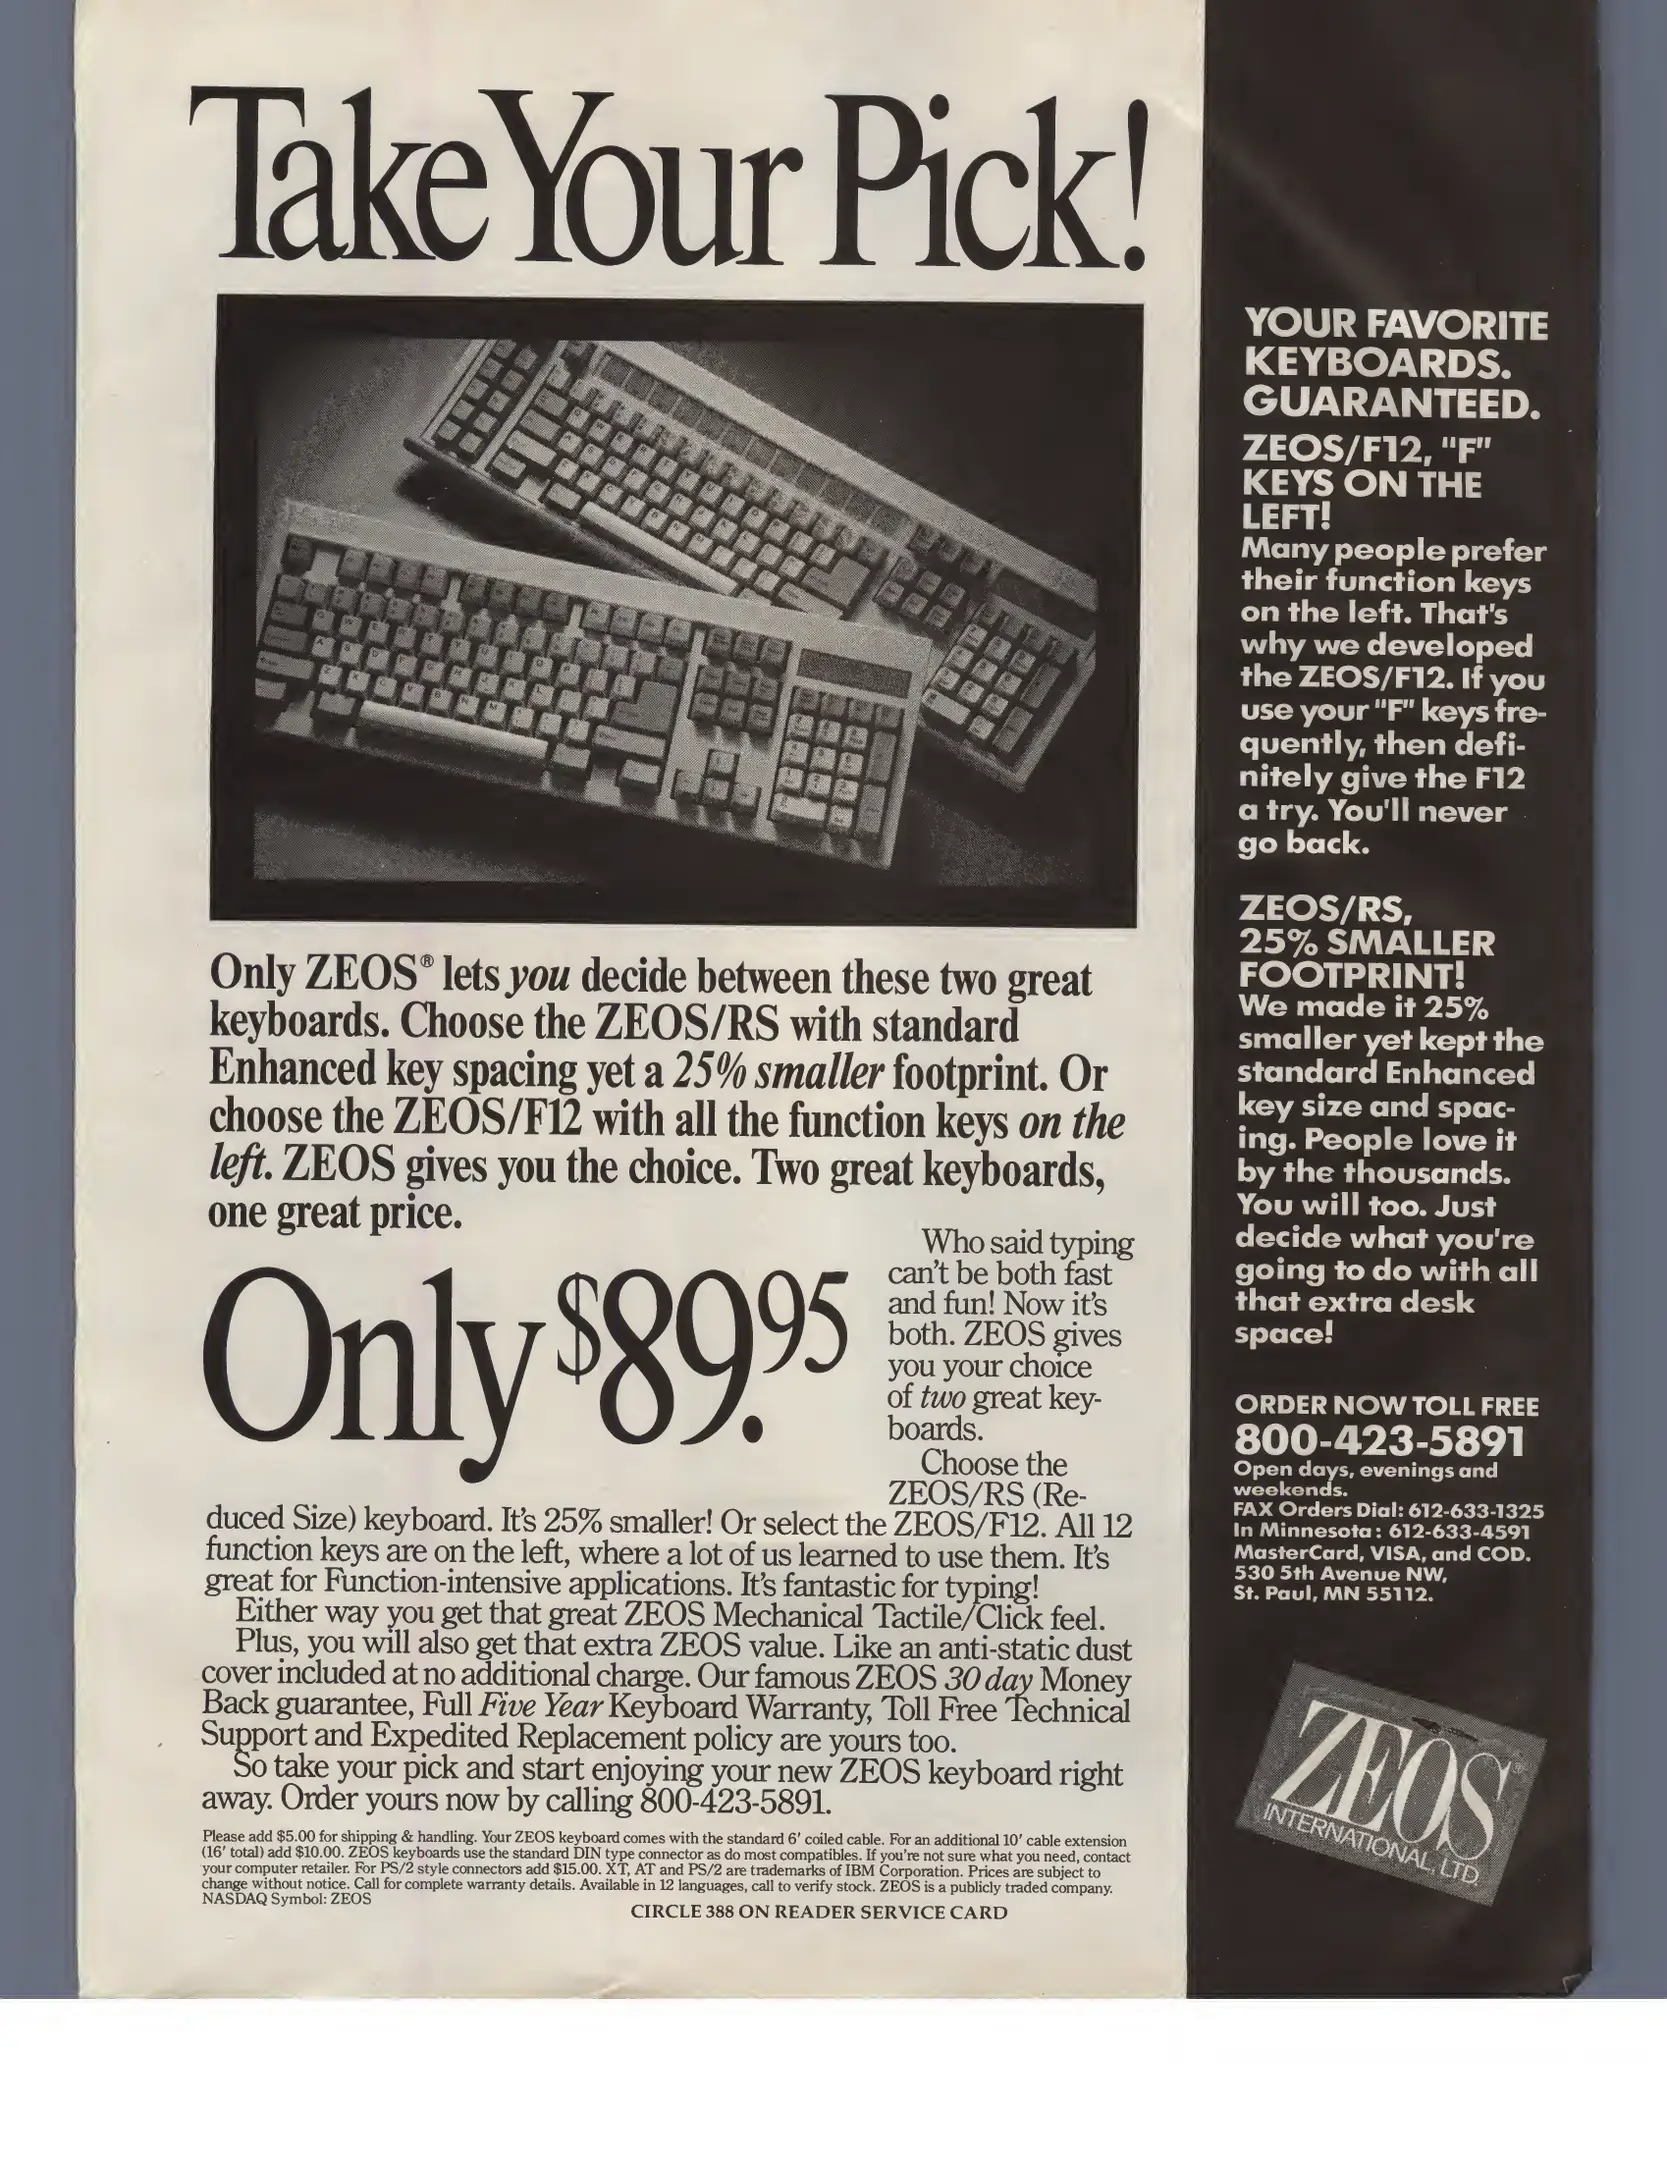 Take Your Pick!
Only ZEOS® lets you decide between these two great
keyboards. Choose the ZEOS/RS with standard
Enhanced key spacing yet a 25% smaller footprint. Or
choose the ZEOS/F12 with all the function keys on the
left. ZEOS gives you the choice. Two great keyboards,
one great price.
Only $89.95
Who said typing
can't be both fast
and fun! Now it's
both. ZEOS gives
you your choice
of two great key-
boards.
Choose the
ZEOS/RS (Re-
duced Size) keyboard. It's 25% smaller! Or select the ZEOS/F12. All 12
function keys are on the left, where a lot of us learned to use them. It's
great for Function-intensive applications. It's fantastic for typing!
Either way you get that great ZEOS Mechanical Tactile/Click feel.
Plus, you will also get that extra ZEOS value. Like an anti-static dust
cover included at no additional charge. Our famous ZEOS 30 day Money
Back guarantee, Full Five Year Keyboard Warranty, Toll Free Technical
Support and Expedited Replacement policy are yours too.
So take your pick and start enjoying your new ZEOS keyboard right
away. Order yours now by calling 800-423-5891.
Please add $5.00 for shipping & handling. Your ZEOS keyboard comes with the standard 6' coiled cable. For an additional 10' cable extension
(16' total) add $10.00. ZEOS keyboards use the standard DIN type connector as do most compatibles. If you're not sure what you need, contact
your computer retailer. For PS/2 style connectors add $15.00. XT, AT and PS/2 are trademarks of IBM Corporation. Prices are subject to
change without notice. Call for complete warranty details. Available in 12 languages, call to verify stock. ZEOS is a publicly traded company.
NASDAQ Symbol: ZEOS
CIRCLE 388 ON READER SERVICE CARD
YOUR FAVORITE
KEYBOARDS.
GUARANTEED.
ZEOS/F12, "F"
KEYS ON THE
LEFT!
Many people prefer
their function keys
on the left. That's
why we developed
the ZEOS/F12. If you
use your "F" keys fre-
quently, then defi-
nitely give the F12
a try. You'll never
go back.
ZEOS/RS,
25% SMALLER
FOOTPRINT!
We made it 25%
smaller yet kept the
standard Enhanced
key size and spac-
ing. People love it
by the thousands.
You will too. Just
decide what you're
going to do with all
that extra desk
space!
ORDER NOW TOLL FREE
800-423-5891
Open days, evenings and
weekends.
FAX Orders Dial: 612-633-1325
In Minnesota: 612-633-4591
MasterCard, VISA, and COD.
530 5th Avenue NW,
St. Paul, MN 55112.
ZEOS®
INTERNATIONAL, LTD.